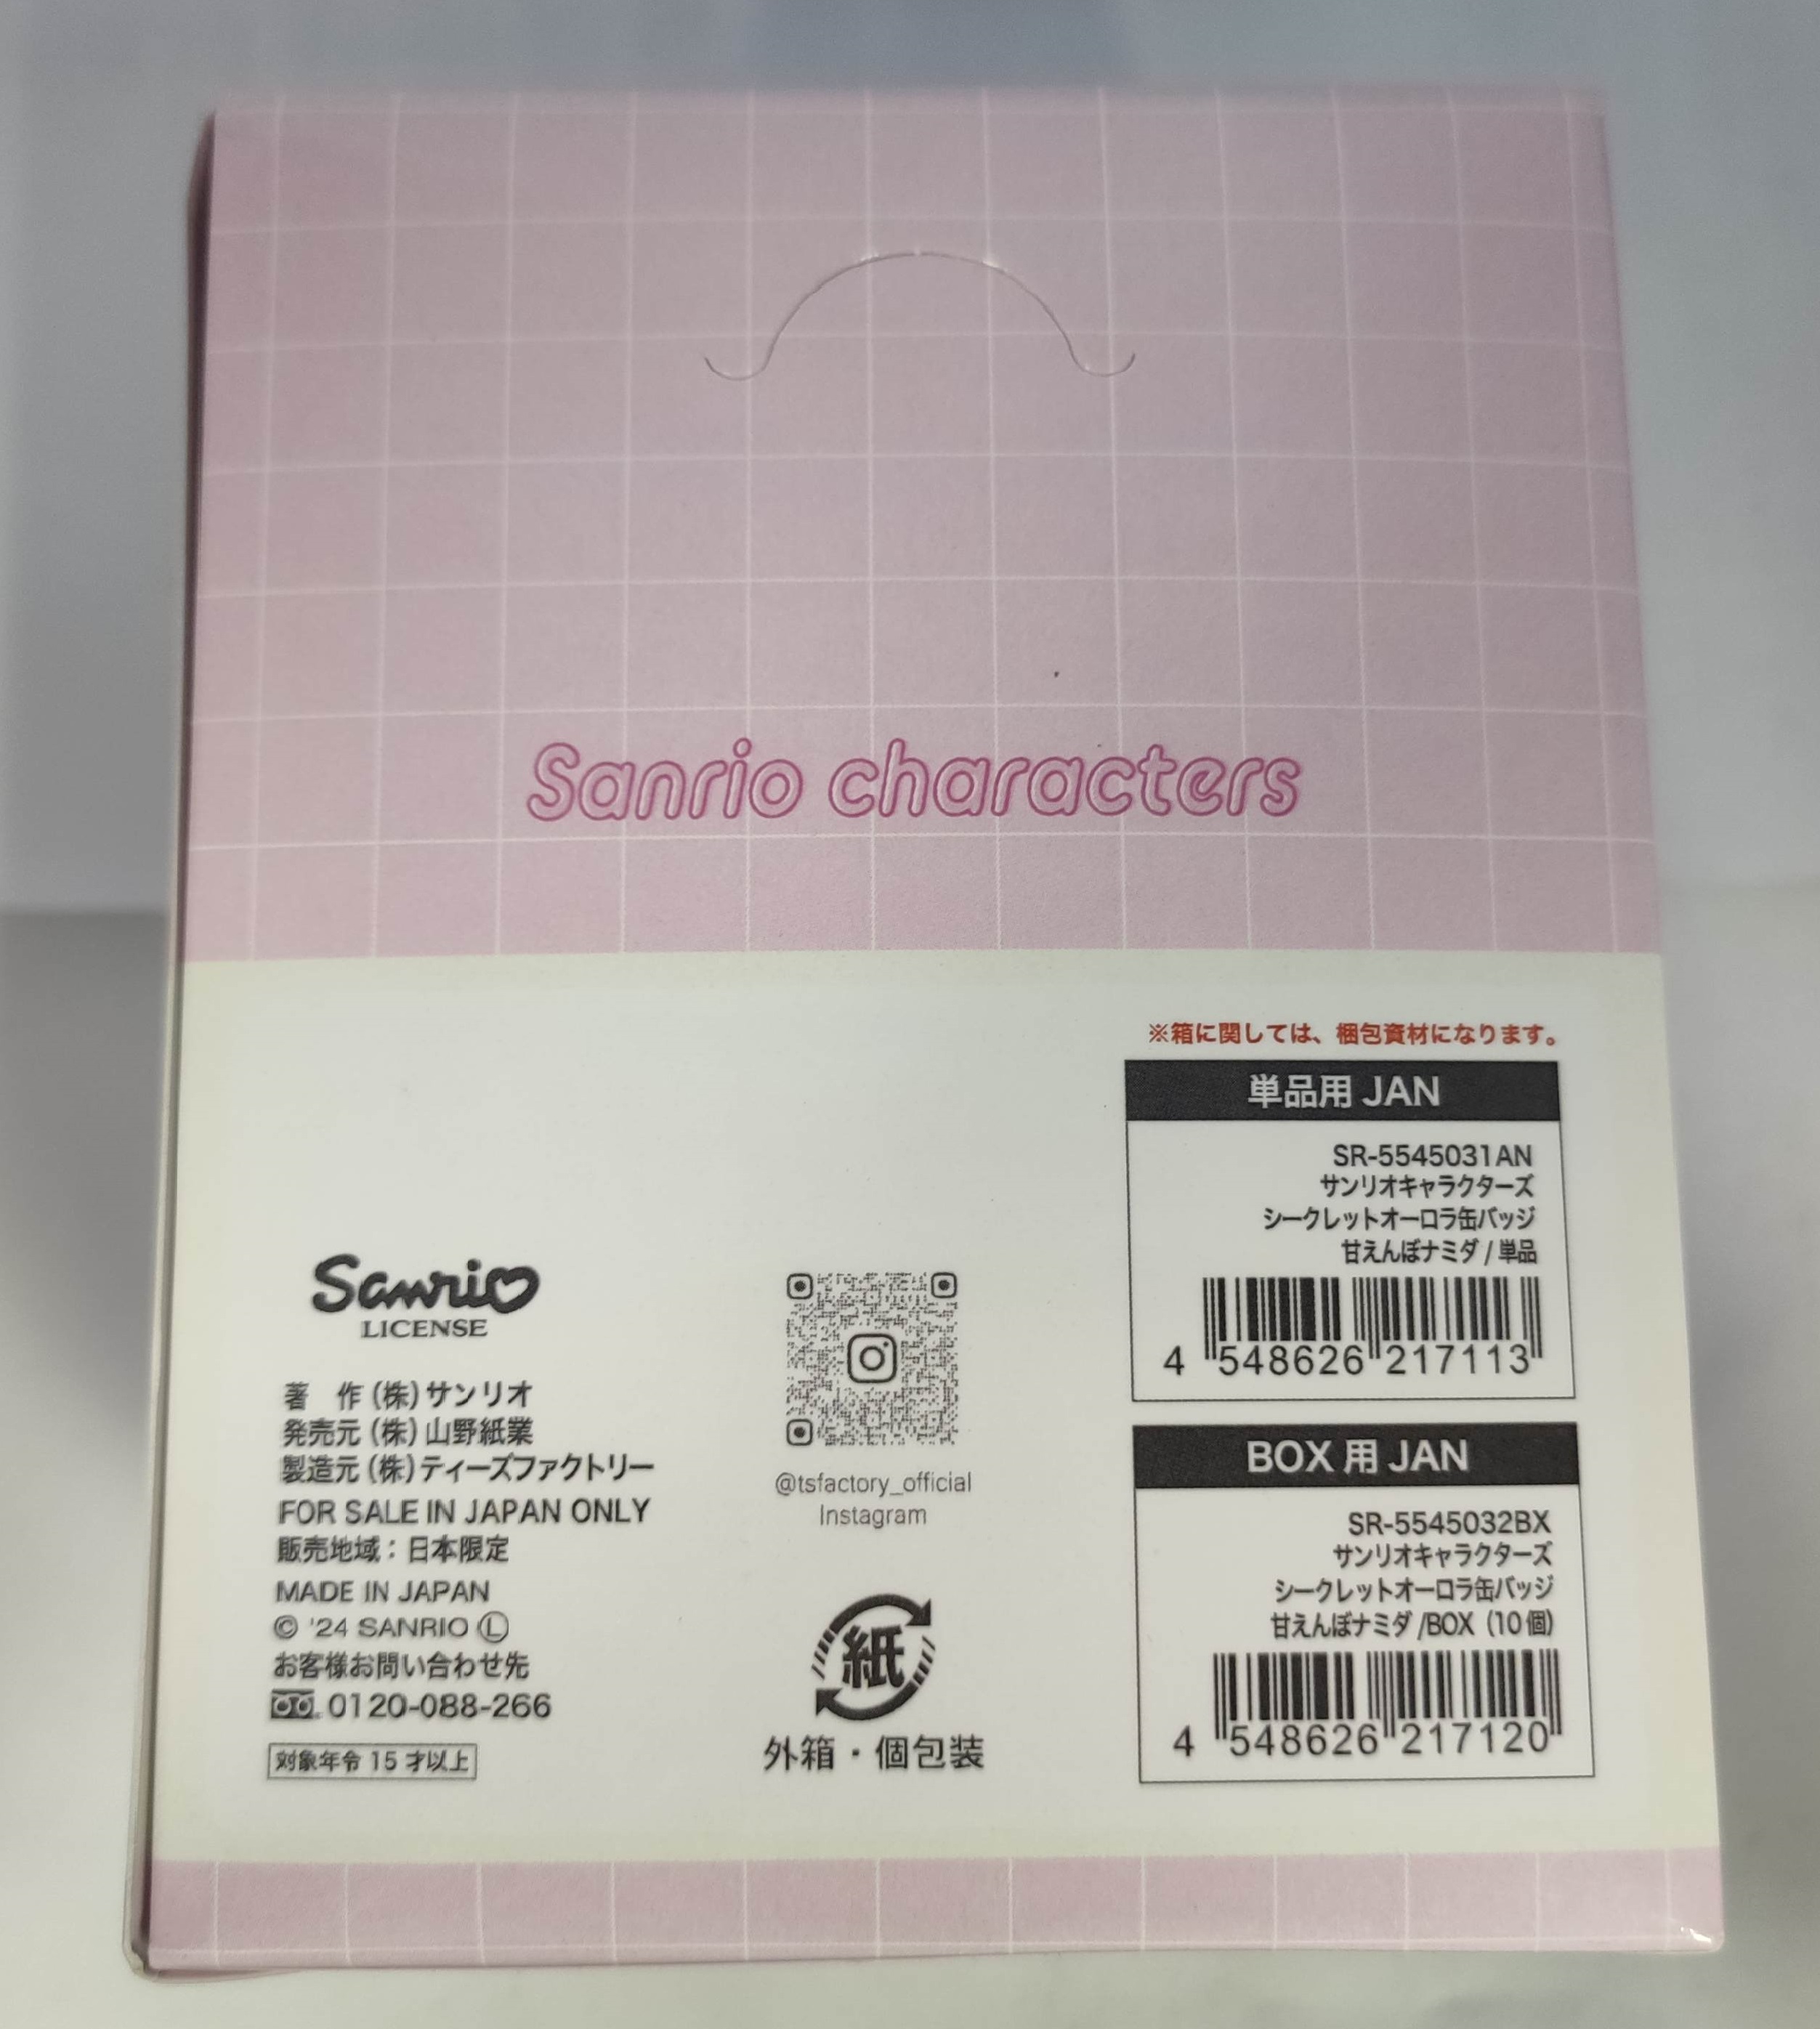 Sanrio characters
※箱に関しては、梱包資材になります。
単品用 JAN
SR-5545031AN
サンリオキャラクターズ
シークレットオーロラ缶バッジ
甘えんぼナミダ / 単品
4 548626 217113
BOX 用 JAN
SR-5545032BX
サンリオキャラクターズ
シークレットオーロラ缶バッジ
甘えんぼナミダ /BOX（10個）
4 548626 217120
Sanrio
LICENSE
著　作 (株) サンリオ
発売元 (株) 山野紙業
製造元 (株) ティーズファクトリー
FOR SALE IN JAPAN ONLY
販売地域：日本限定
MADE IN JAPAN
© '24 SANRIO Ⓛ
お客様お問い合わせ先
0120-088-266
対象年令 15 才以上
@tsfactory_official
Instagram
紙
外箱・個包装